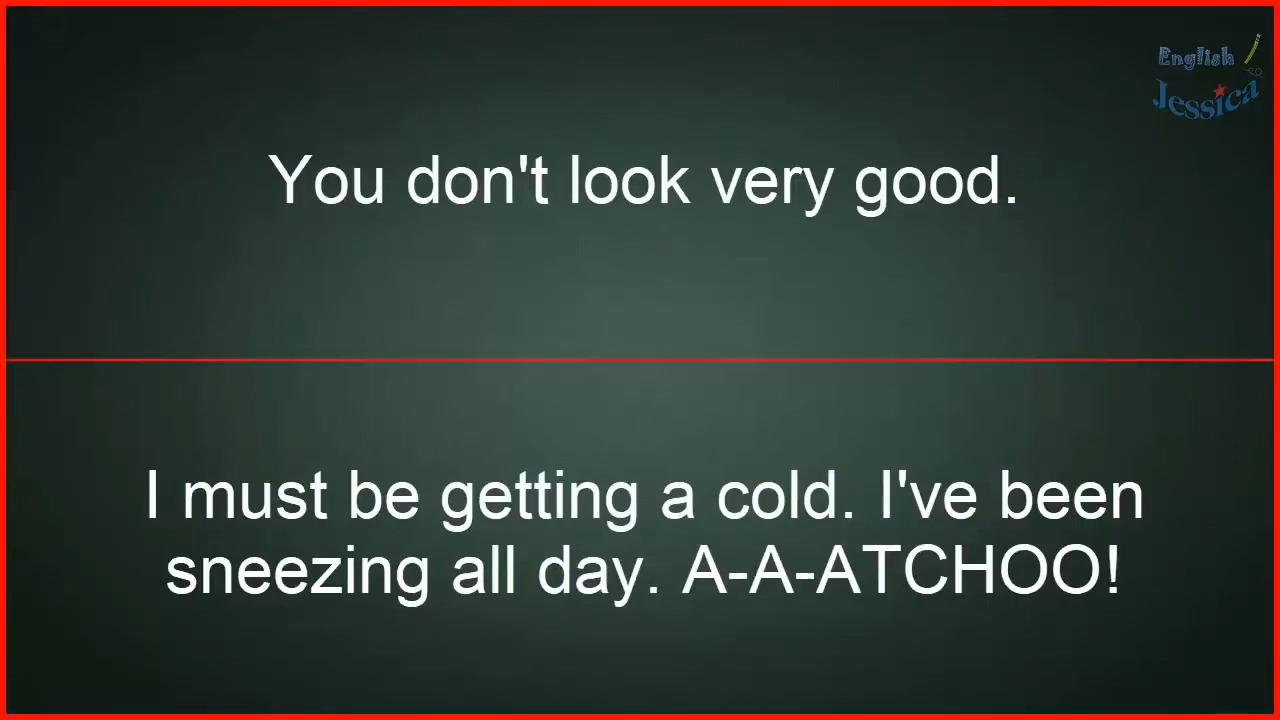 English
Jessica
You don't look very good.
I must be getting a cold. I've been
sneezing all day. A-A-ATCHOO!